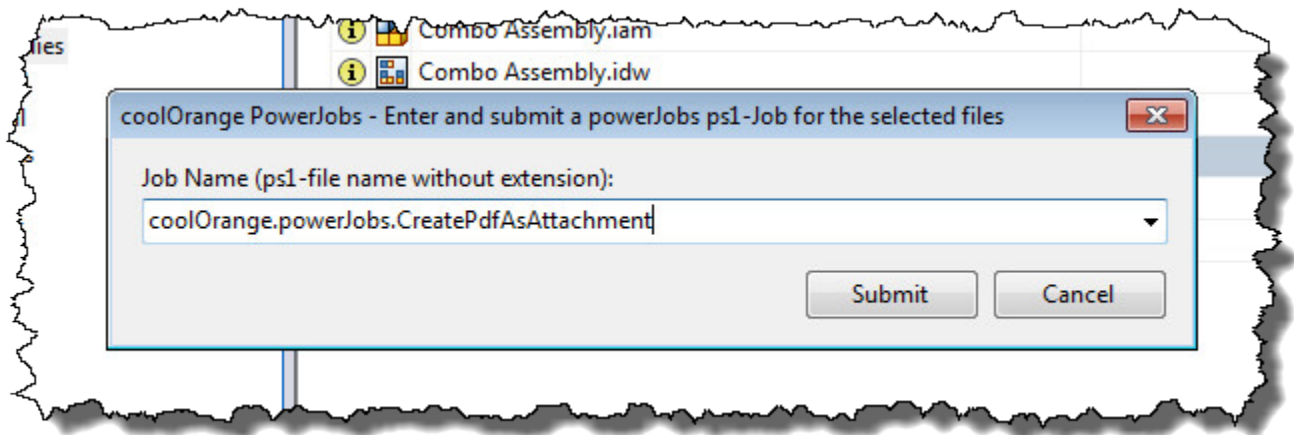 Combo Assembly.iam
Combo Assembly.idw
coolOrange PowerJobs - Enter and submit a powerJobs ps1-Job for the selected files
Job Name (ps1-file name without extension):
coolOrange.powerJobs.CreatePdfAsAttachment
Submit Cancel